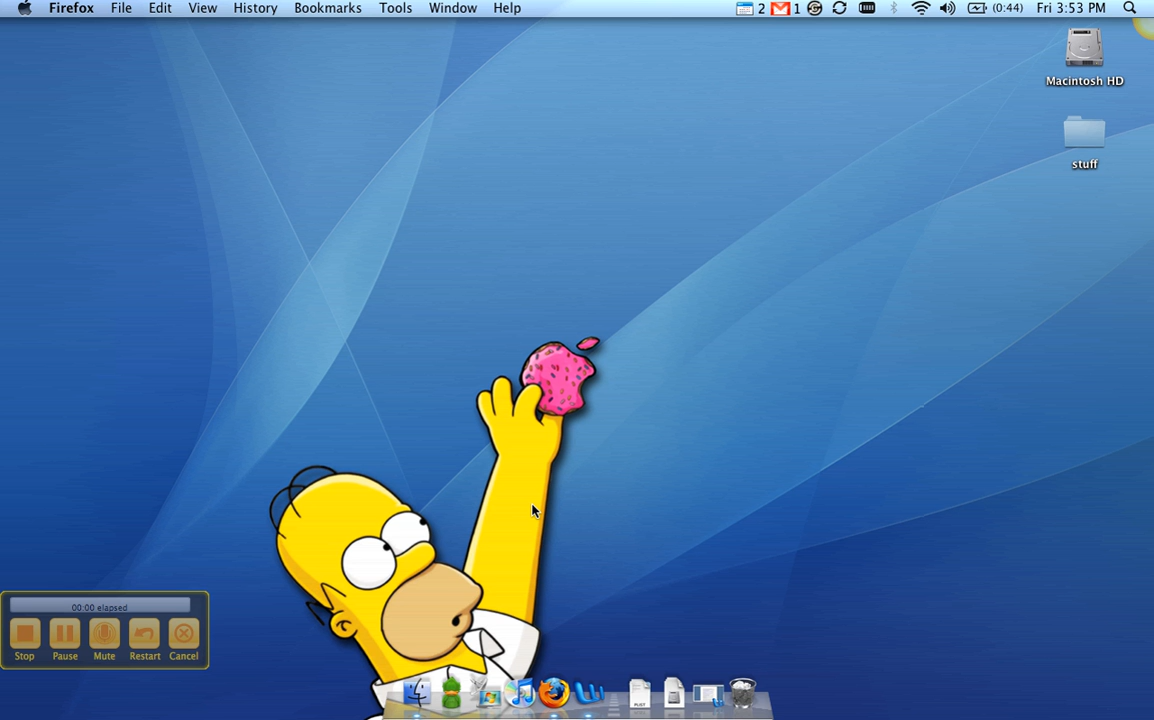 Firefox File Edit View History Bookmarks Tools Window Help 2 1 (0:44) Fri 3:53 PM
Macintosh HD
stuff
00:00 elapsed
Stop Pause Mute Restart Cancel
PLIST